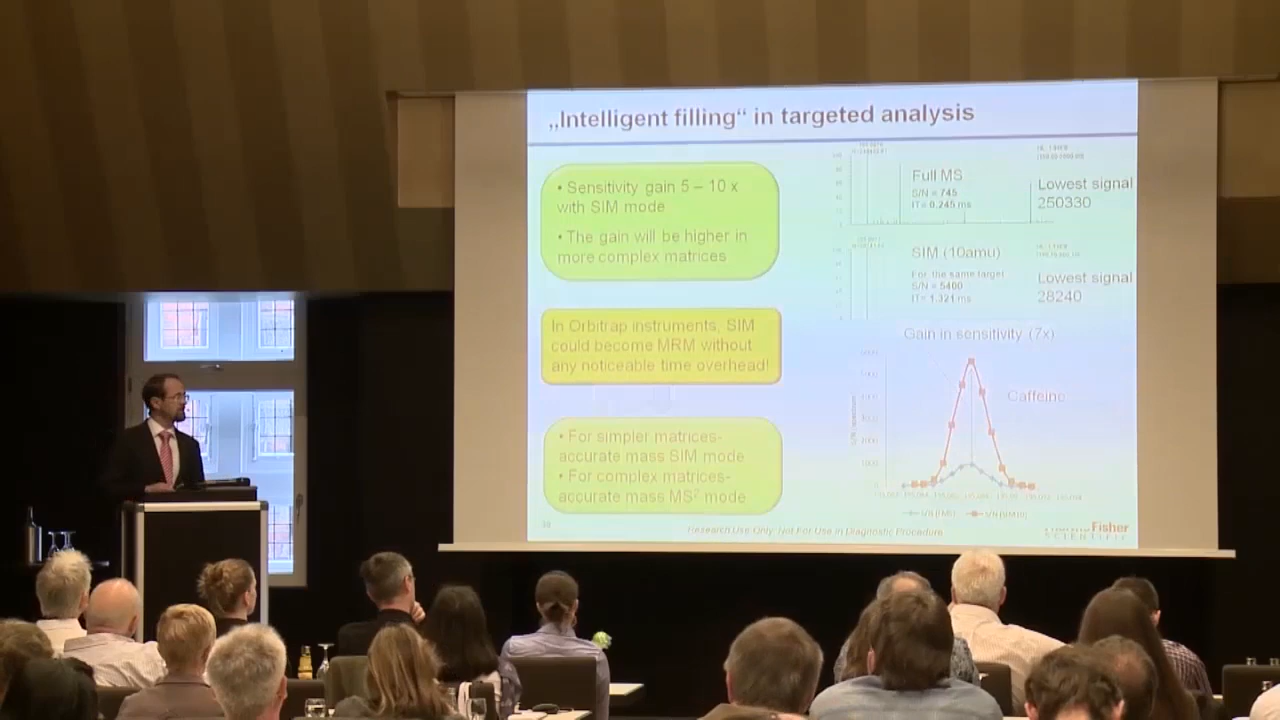 „Intelligent filling“ in targeted analysis
• Sensitivity gain 5 – 10 x
with SIM mode
• The gain will be higher in
more complex matrices
In Orbitrap instruments, SIM
could become MRM without
any noticeable time overhead!
• For simpler matrices-
accurate mass SIM mode
• For complex matrices-
accurate mass MS² mode
Full MS
S/N = 745
IT= 0.245 ms
Lowest signal
250330
SIM (10amu)
For the same target
S/N = 5400
IT= 1.321 ms
Lowest signal
28240
Gain in sensitivity (7x)
Caffeine
Research Use Only. Not For Use in Diagnostic Procedure
Fisher
SCIENTIFIC